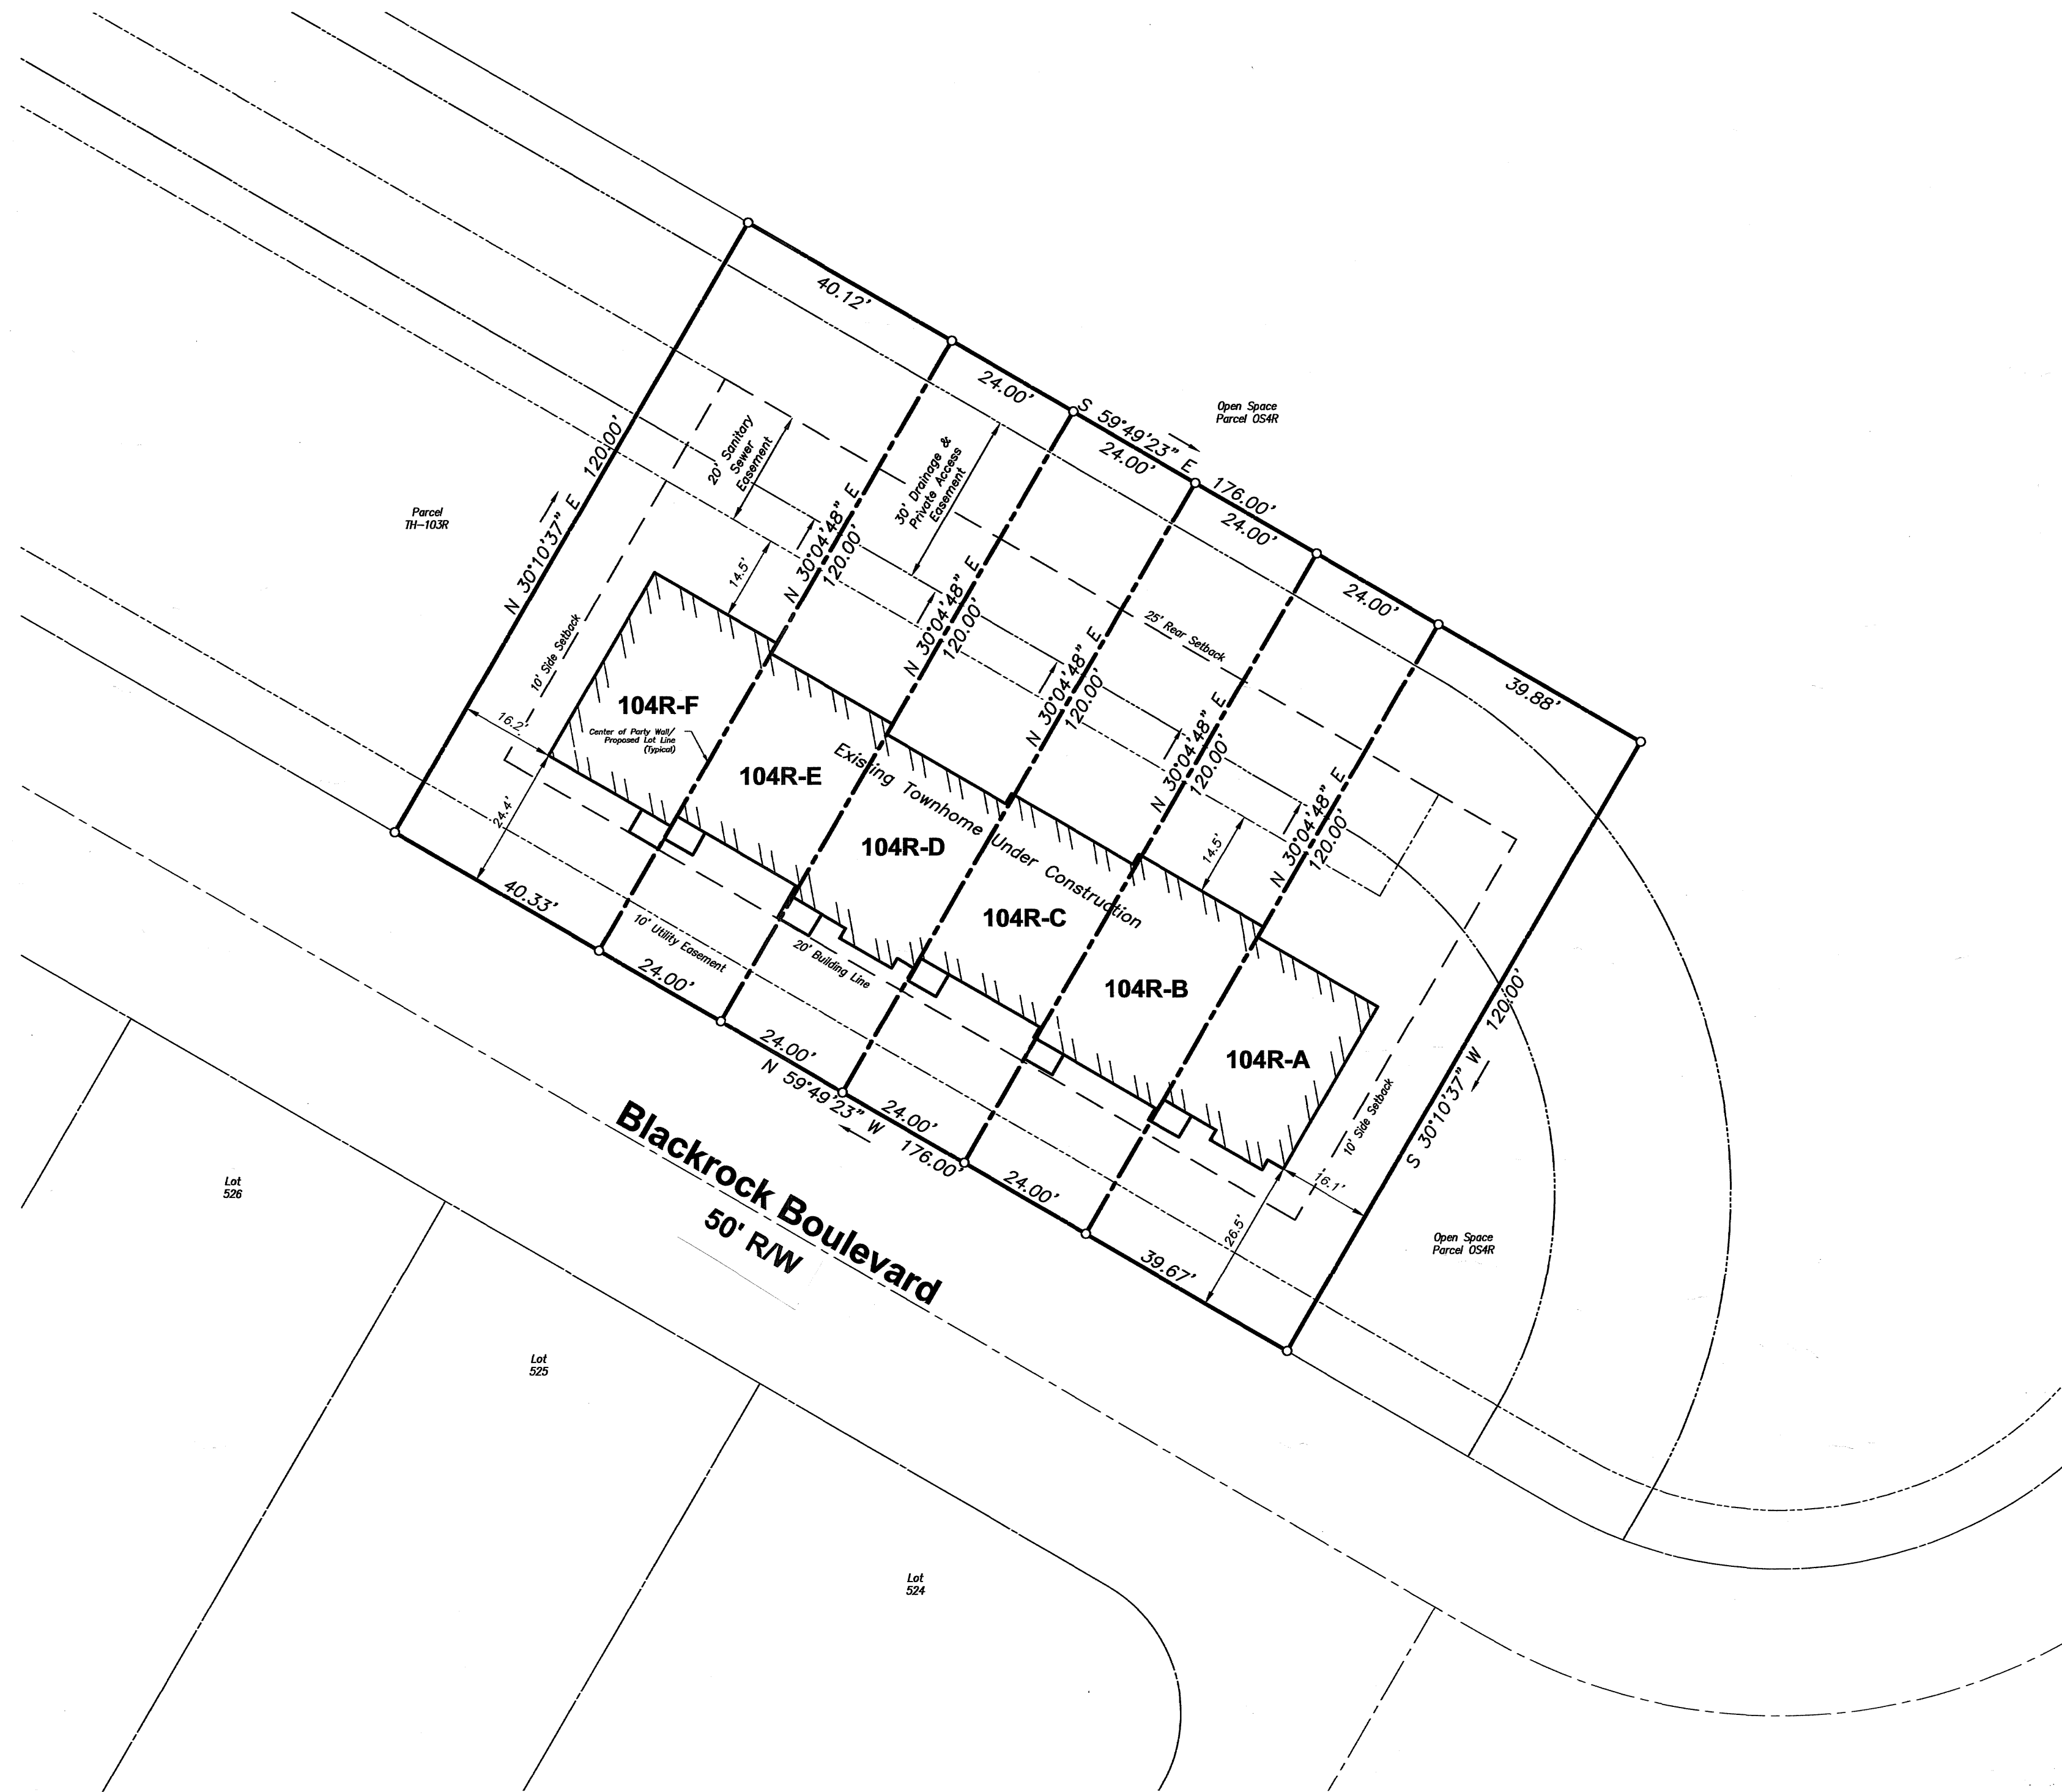 40.12'
24.00'
S 59°49'23" E 176.00'
24.00'
24.00'
24.00'
39.88'
Open Space
Parcel OS4R
Parcel
TH-103R
N 30°10'37" E 120.00'
20' Sanitary
Sewer
Easement
30' Drainage &
Private Access
Easement
14.5'
N 30°04'48" E
120.00'
N 30°04'48" E
120.00'
N 30°04'48" E
120.00'
N 30°04'48" E
120.00'
N 30°04'48" E
120.00'
25' Rear Setback
10' Side Setback
16.2'
24.4'
14.5'
104R-F
Center of Party Wall/
Proposed Lot Line
(Typical)
104R-E
Existing Townhome Under Construction
104R-D
104R-C
104R-B
104R-A
S 30°10'37" W 120.00'
10' Side Setback
16.1'
26.5'
10' Utility Easement
20' Building Line
40.33'
24.00'
24.00'
N 59°49'23" W 176.00'
24.00'
24.00'
39.67'
Open Space
Parcel OS4R
Blackrock Boulevard
50' R/W
Lot
526
Lot
525
Lot
524